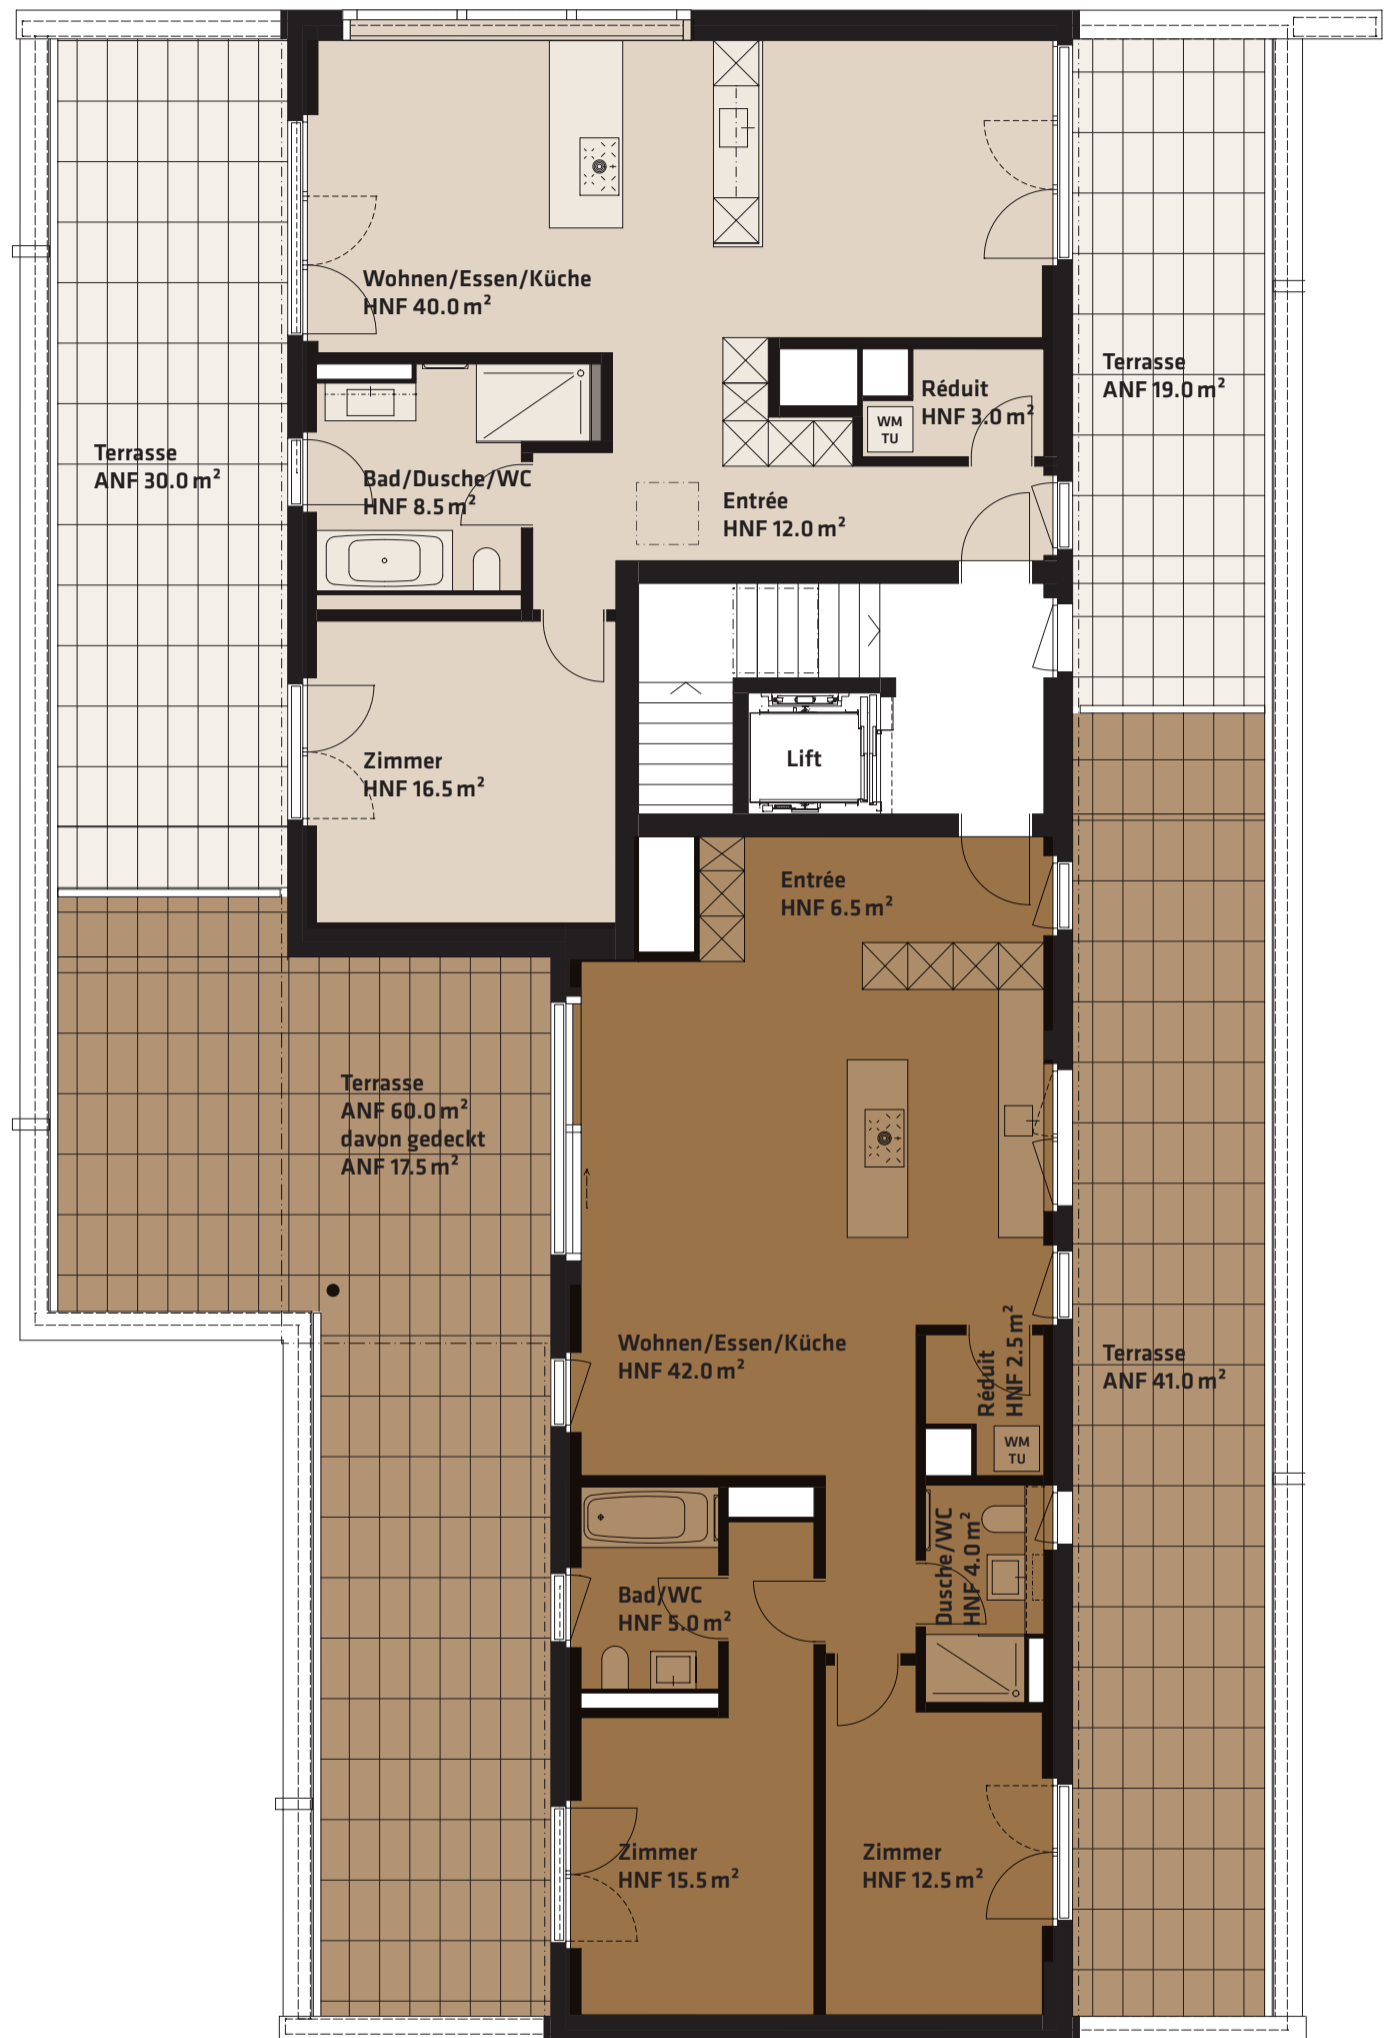 Wohnen/Essen/Küche
HNF 40.0 m²
Réduit
HNF 3.0 m²
WM
TU
Terrasse
ANF 19.0 m²
Terrasse
ANF 30.0 m²
Bad/Dusche/WC
HNF 8.5 m²
Entrée
HNF 12.0 m²
Zimmer
HNF 16.5 m²
Lift
Entrée
HNF 6.5 m²
Terrasse
ANF 60.0 m²
davon gedeckt
ANF 17.5 m²
Wohnen/Essen/Küche
HNF 42.0 m²
Réduit
HNF 2.5 m²
WM
TU
Terrasse
ANF 41.0 m²
Bad/WC
HNF 5.0 m²
Dusche/WC
HNF 4.0 m²
Zimmer
HNF 15.5 m²
Zimmer
HNF 12.5 m²